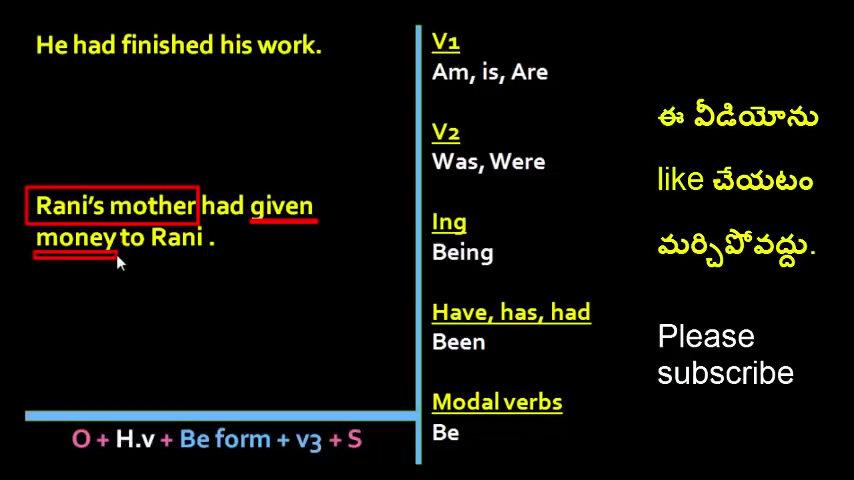 He had finished his work.
Rani's mother had given
money to Rani .
O + H.v + Be form + v3 + S
V1
Am, is, Are
V2
Was, Were
Ing
Being
Have, has, had
Been
Modal verbs
Be
ఈ వీడియోను
like చేయటం
మర్చిపోవద్దు.
Please
subscribe